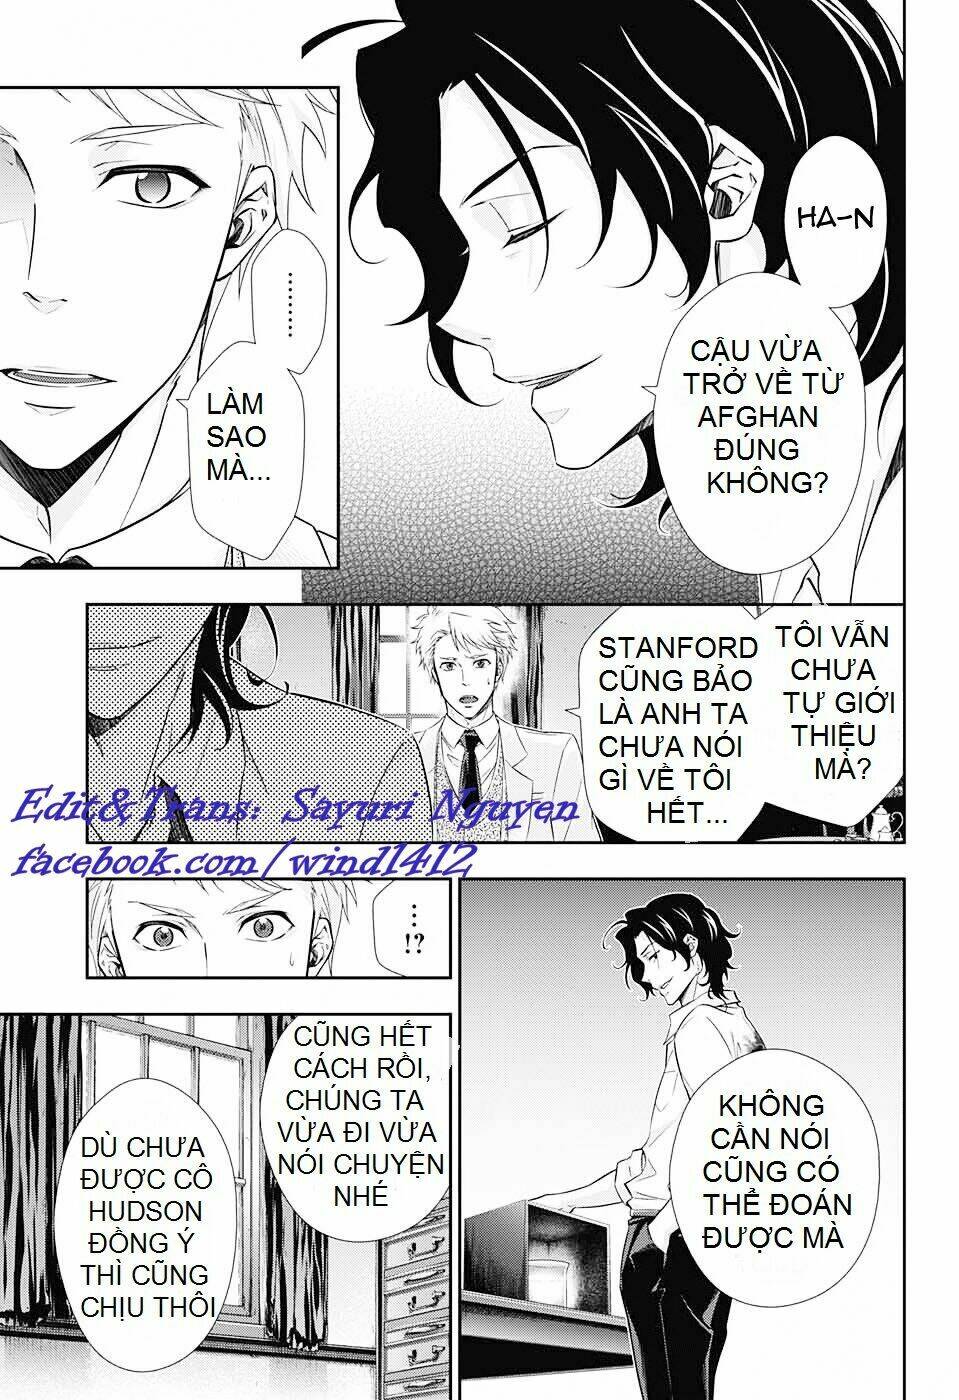 HA-N
CẬU VỪA
TRỞ VỀ TỪ
AFGHAN
ĐÚNG
KHÔNG?
.........
LÀM
SAO
MÀ...
TÔI VẪN
CHƯA
TỰ GIỚI
THIỆU
MÀ?
STANFORD
CŨNG BẢO
LÀ ANH TA
CHƯA NÓI
GÌ VỀ TÔI
HẾT...
Edit&Trans: Sayuri Nguyen
facebook.com/wind1412
...
!?
KHÔNG
CẦN NÓI
CŨNG CÓ
THỂ ĐOÁN
ĐƯỢC MÀ
CŨNG HẾT
CÁCH RỒI,
CHÚNG TA
VỪA ĐI VỪA
NÓI CHUYỆN
NHÉ
DÙ CHƯA
ĐƯỢC CÔ
HUDSON
ĐỒNG Ý
THÌ CŨNG
CHỊU THÔI